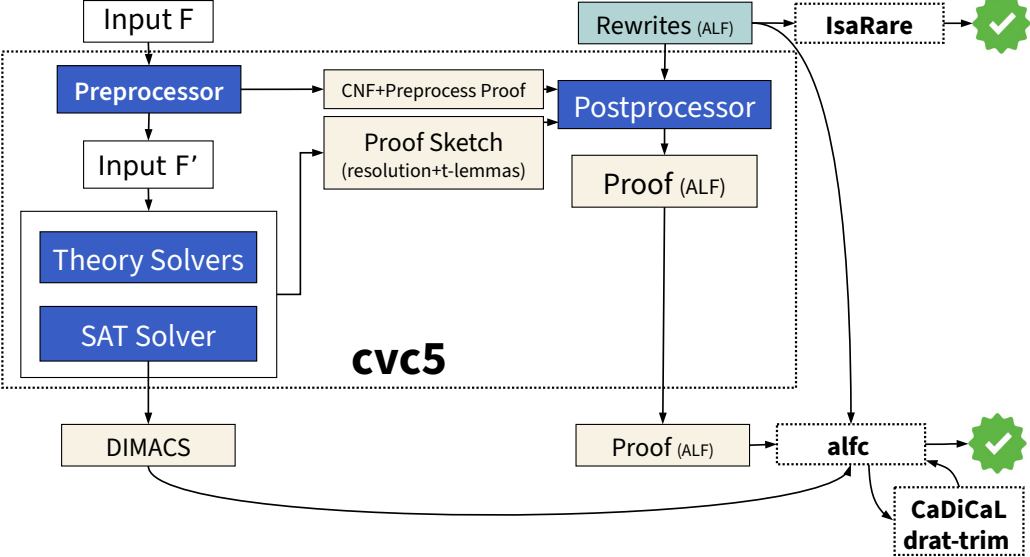 Input F
Rewrites (ALF)
IsaRare
Preprocessor
CNF+Preprocess Proof
Postprocessor
Proof Sketch
(resolution+t-lemmas)
Input F’
Proof (ALF)
Theory Solvers
SAT Solver
cvc5
DIMACS
Proof (ALF)
alfc
CaDiCaL
drat-trim